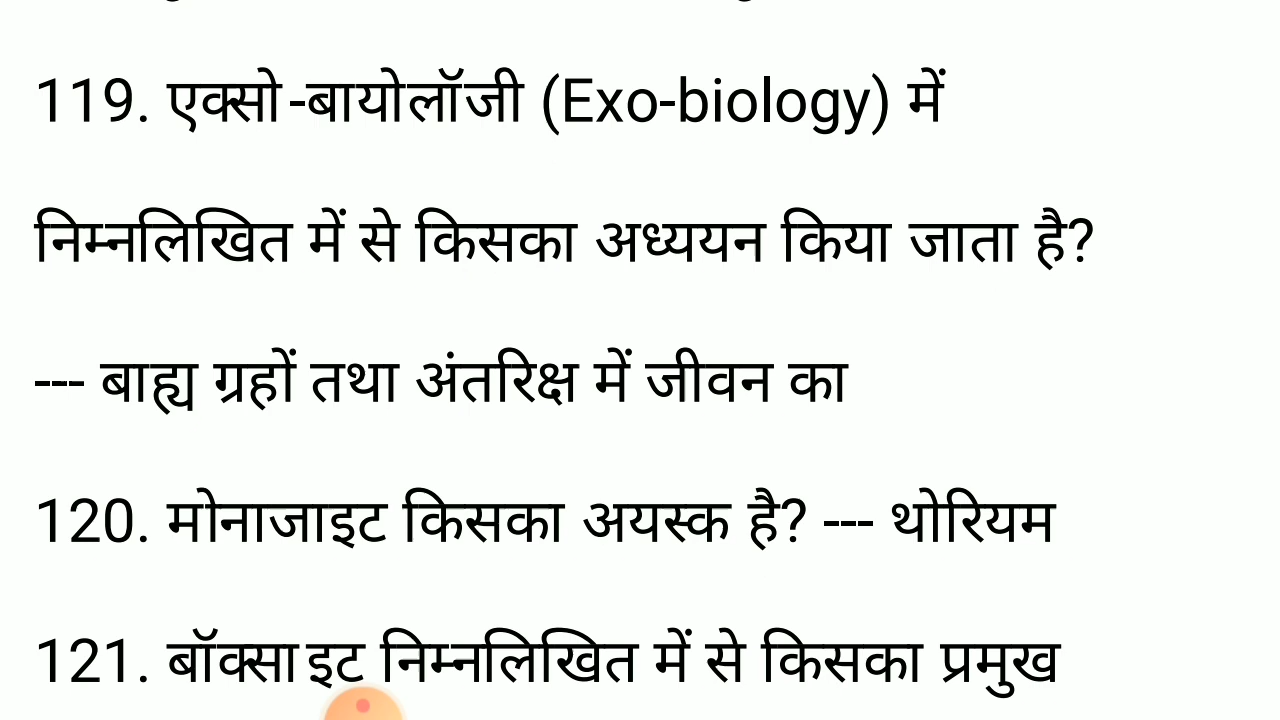 119. एक्सो-बायोलॉजी (Exo-biology) में
निम्नलिखित में से किसका अध्ययन किया जाता है?
--- बाह्य ग्रहों तथा अंतरिक्ष में जीवन का
120. मोनाजाइट किसका अयस्क है? --- थोरियम
121. बॉक्साइट निम्नलिखित में से किसका प्रमुख